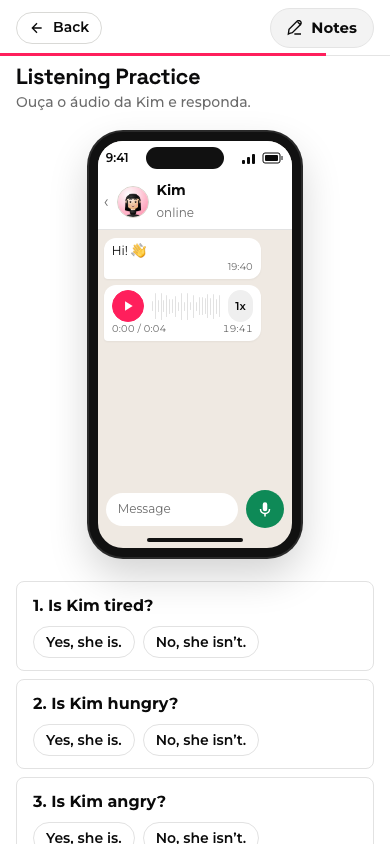 Back
Notes
Listening Practice
Ouça o áudio da Kim e responda.
9:41
Kim
online
Hi! 👋
19:40
1x
0:00 / 0:04
19:41
Message
1. Is Kim tired?
Yes, she is.
No, she isn’t.
2. Is Kim hungry?
Yes, she is.
No, she isn’t.
3. Is Kim angry?
Yes, she is.
No, she isn’t.